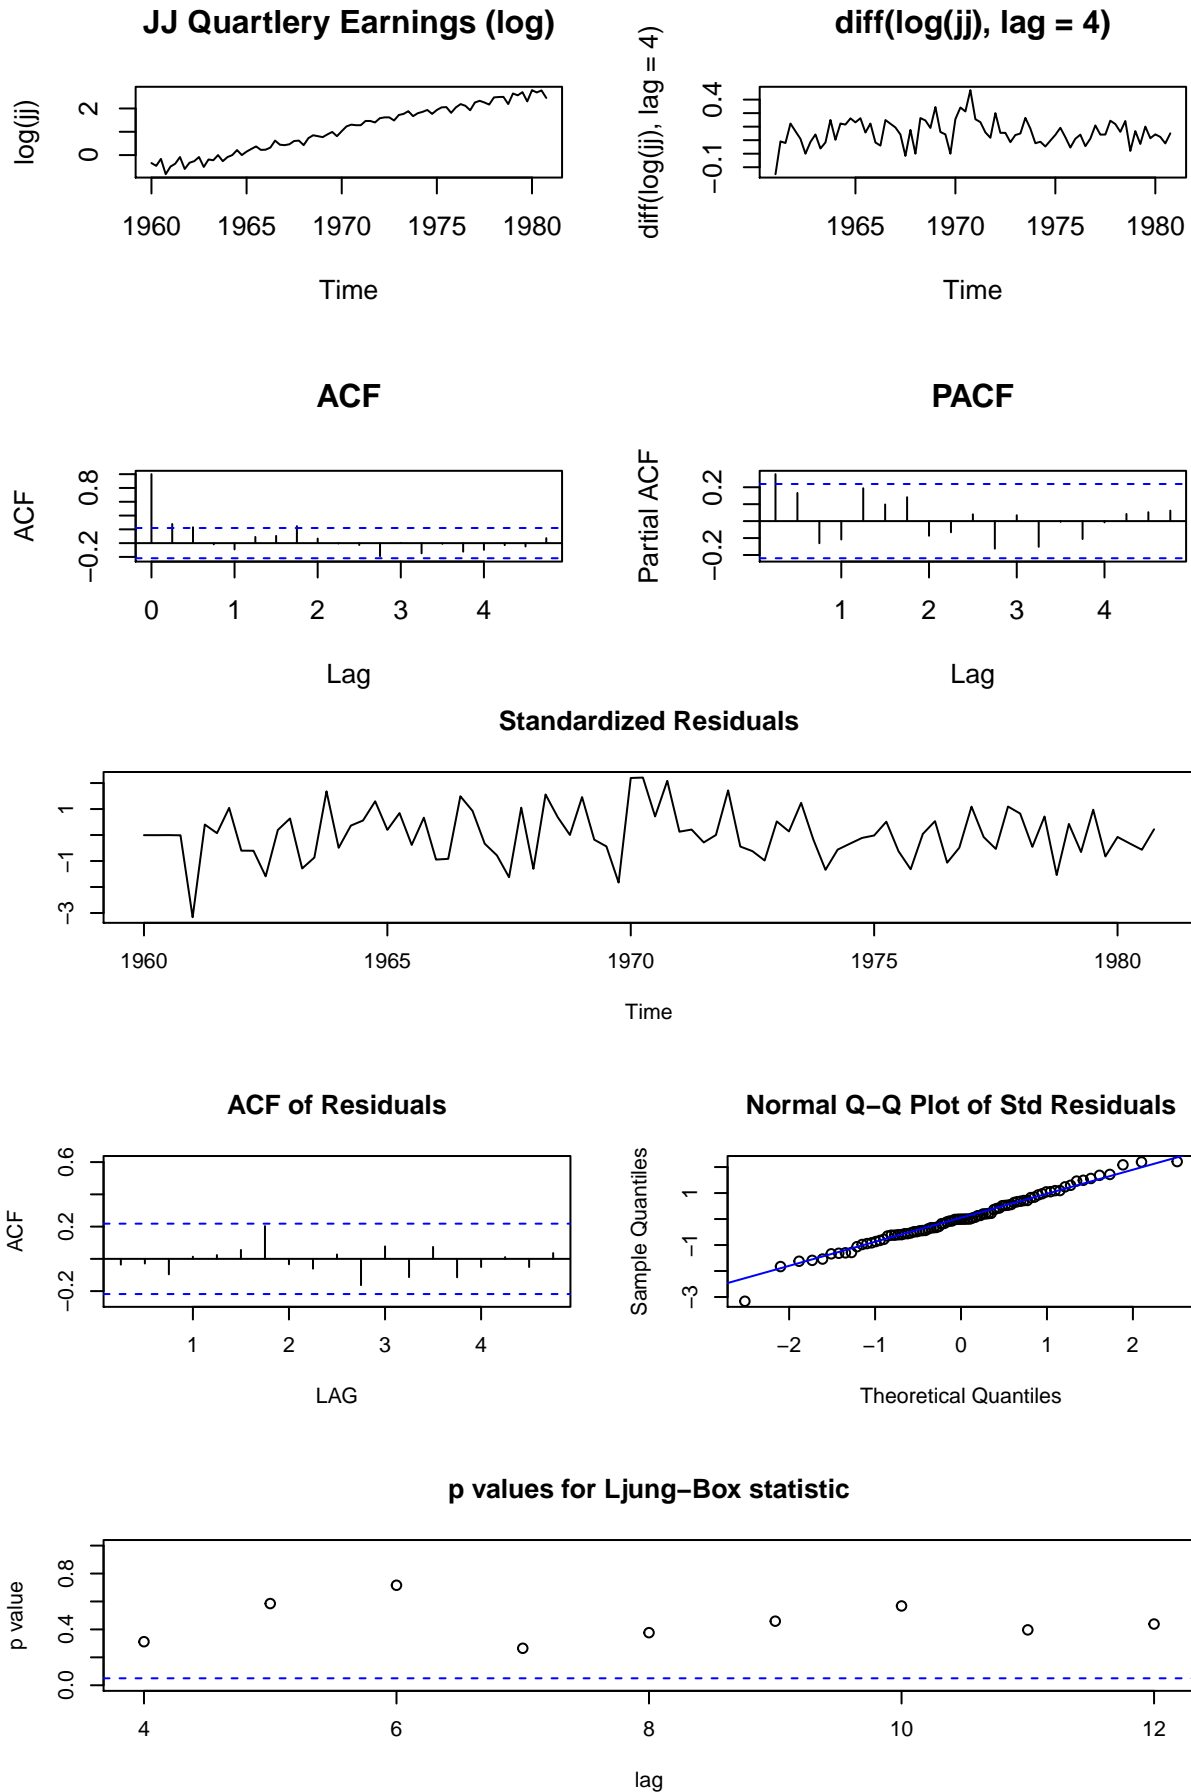 JJ Quartlery Earnings (log)
log(jj)
2
0
1960 1965 1970 1975 1980
Time
diff(log(jj), lag = 4)
diff(log(jj), lag = 4)
0.4
−0.1
1965 1970 1975 1980
Time
ACF
ACF
0.8
−0.2
0 1 2 3 4
Lag
PACF
Partial ACF
0.2
−0.2
1 2 3 4
Lag
Standardized Residuals
1
−1
−3
1960 1965 1970 1975 1980
Time
ACF of Residuals
ACF
0.6
0.2
−0.2
1 2 3 4
LAG
Normal Q−Q Plot of Std Residuals
Sample Quantiles
1
−1
−3
−2 −1 0 1 2
Theoretical Quantiles
p values for Ljung−Box statistic
p value
0.8
0.4
0.0
4 6 8 10 12
lag